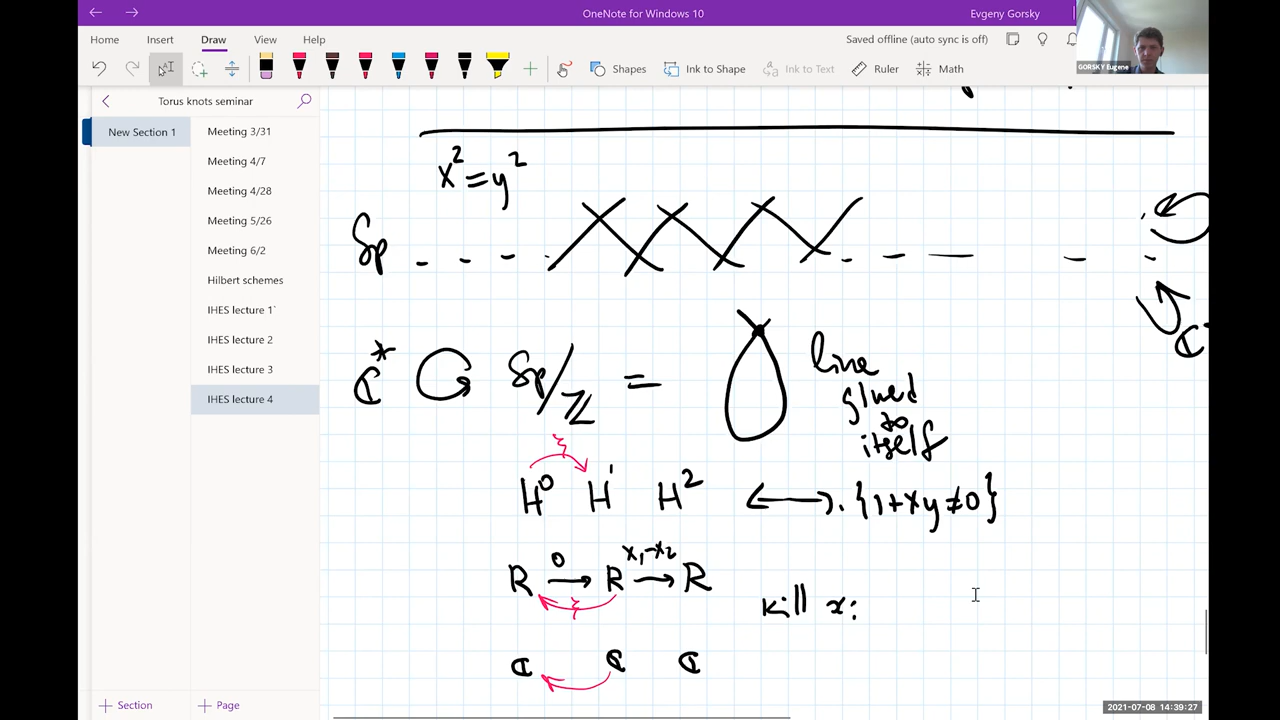 OneNote for Windows 10
Evgeny Gorsky
Home Insert Draw View Help
Saved offline (auto sync is off)
Shapes Ink to Shape Ink to Text Ruler Math
GORSKY Eugene
Torus knots seminar
New Section 1
Meeting 3/31
Meeting 4/7
Meeting 4/28
Meeting 5/26
Meeting 6/2
Hilbert schemes
IHES lecture 1`
IHES lecture 2
IHES lecture 3
IHES lecture 4
x² = y²
Sp
ℂ* Sp/ℤ =
line
glued
to
itself
ξ
H⁰ H¹ H² ⟷ {1+xy≠0}
0 x₁-x₂
R → R → R
ξ
kill xᵢ
ℂ ℂ ℂ
Section
Page
2021-07-08 14:39:27